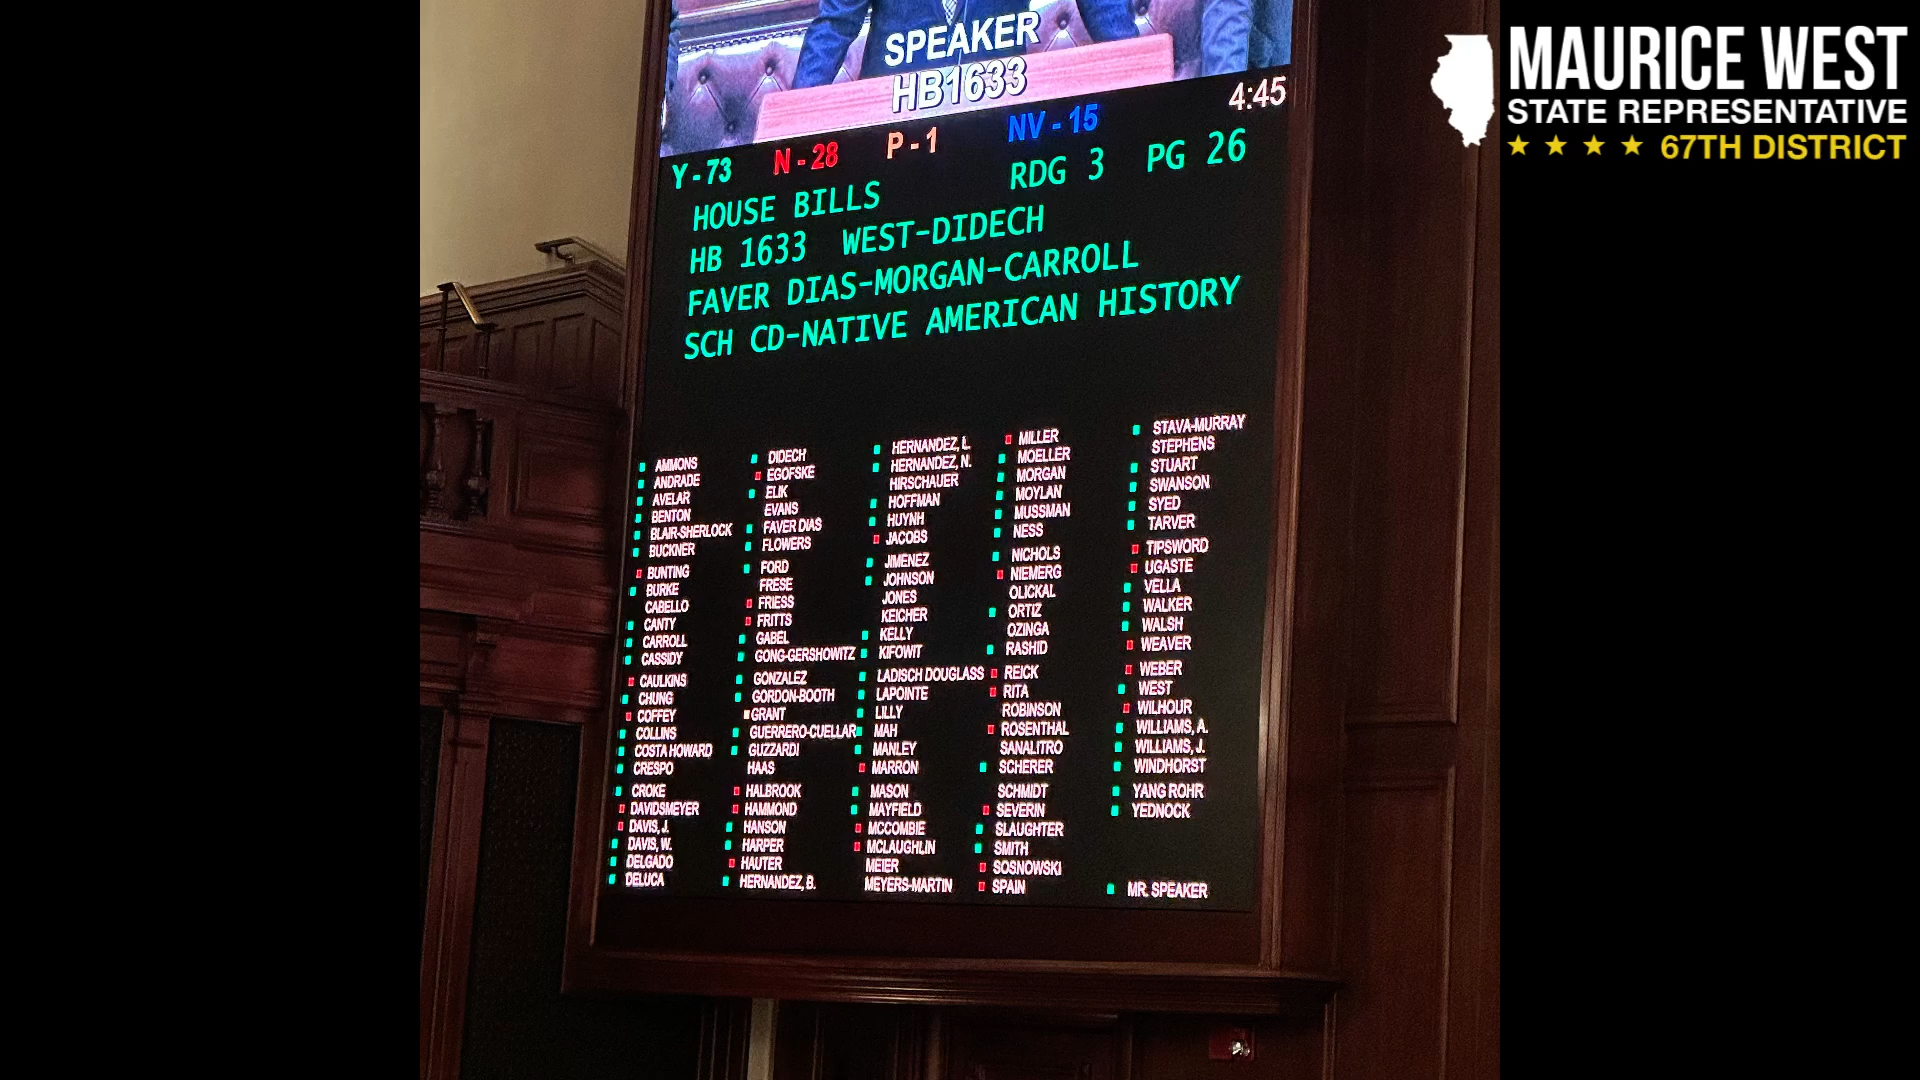 SPEAKER
HB1633
4:45
Y-73 N-28 P-1 NV-15
HOUSE BILLS RDG 3 PG 26
HB 1633 WEST-DIDECH
FAVER DIAS-MORGAN-CARROLL
SCH CD-NATIVE AMERICAN HISTORY
AMMONS
ANDRADE
AVELAR
BENTON
BLAIR-SHERLOCK
BUCKNER
BUNTING
BURKE
CABELLO
CANTY
CARROLL
CASSIDY
CAULKINS
CHUNG
COFFEY
COLLINS
COSTA HOWARD
CRESPO
CROKE
DAVIDSMEYER
DAVIS, J.
DAVIS, W.
DELGADO
DELUCA
DIDECH
EGOFSKE
ELIK
EVANS
FAVER DIAS
FLOWERS
FORD
FRESE
FRIESS
FRITTS
GABEL
GONG-GERSHOWITZ
GONZALEZ
GORDON-BOOTH
GRANT
GUERRERO-CUELLAR
GUZZARDI
HAAS
HALBROOK
HAMMOND
HANSON
HARPER
HAUTER
HERNANDEZ, B.
HERNANDEZ, L.
HERNANDEZ, N.
HIRSCHAUER
HOFFMAN
HUYNH
JACOBS
JIMENEZ
JOHNSON
JONES
KEICHER
KELLY
KIFOWIT
LADISCH DOUGLASS
LAPOINTE
LILLY
MAH
MANLEY
MARRON
MASON
MAYFIELD
MCCOMBIE
MCLAUGHLIN
MEIER
MEYERS-MARTIN
MILLER
MOELLER
MORGAN
MOYLAN
MUSSMAN
NESS
NICHOLS
NIEMERG
OLICKAL
ORTIZ
OZINGA
RASHID
REICK
RITA
ROBINSON
ROSENTHAL
SANALITRO
SCHERER
SCHMIDT
SEVERIN
SLAUGHTER
SMITH
SOSNOWSKI
SPAIN
STAVA-MURRAY
STEPHENS
STUART
SWANSON
SYED
TARVER
TIPSWORD
UGASTE
VELLA
WALKER
WALSH
WEAVER
WEBER
WEST
WILHOUR
WILLIAMS, A.
WILLIAMS, J.
WINDHORST
YANG ROHR
YEDNOCK
MR. SPEAKER
MAURICE WEST
STATE REPRESENTATIVE
67TH DISTRICT